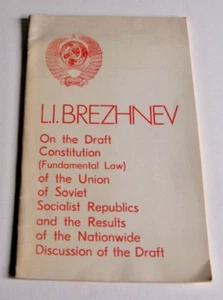 L.I. BREZHNEV
On the Draft
Constitution
(Fundamental Law)
of the Union
of Soviet
Socialist Republics
and the Results
of the Nationwide
Discussion of the Draft